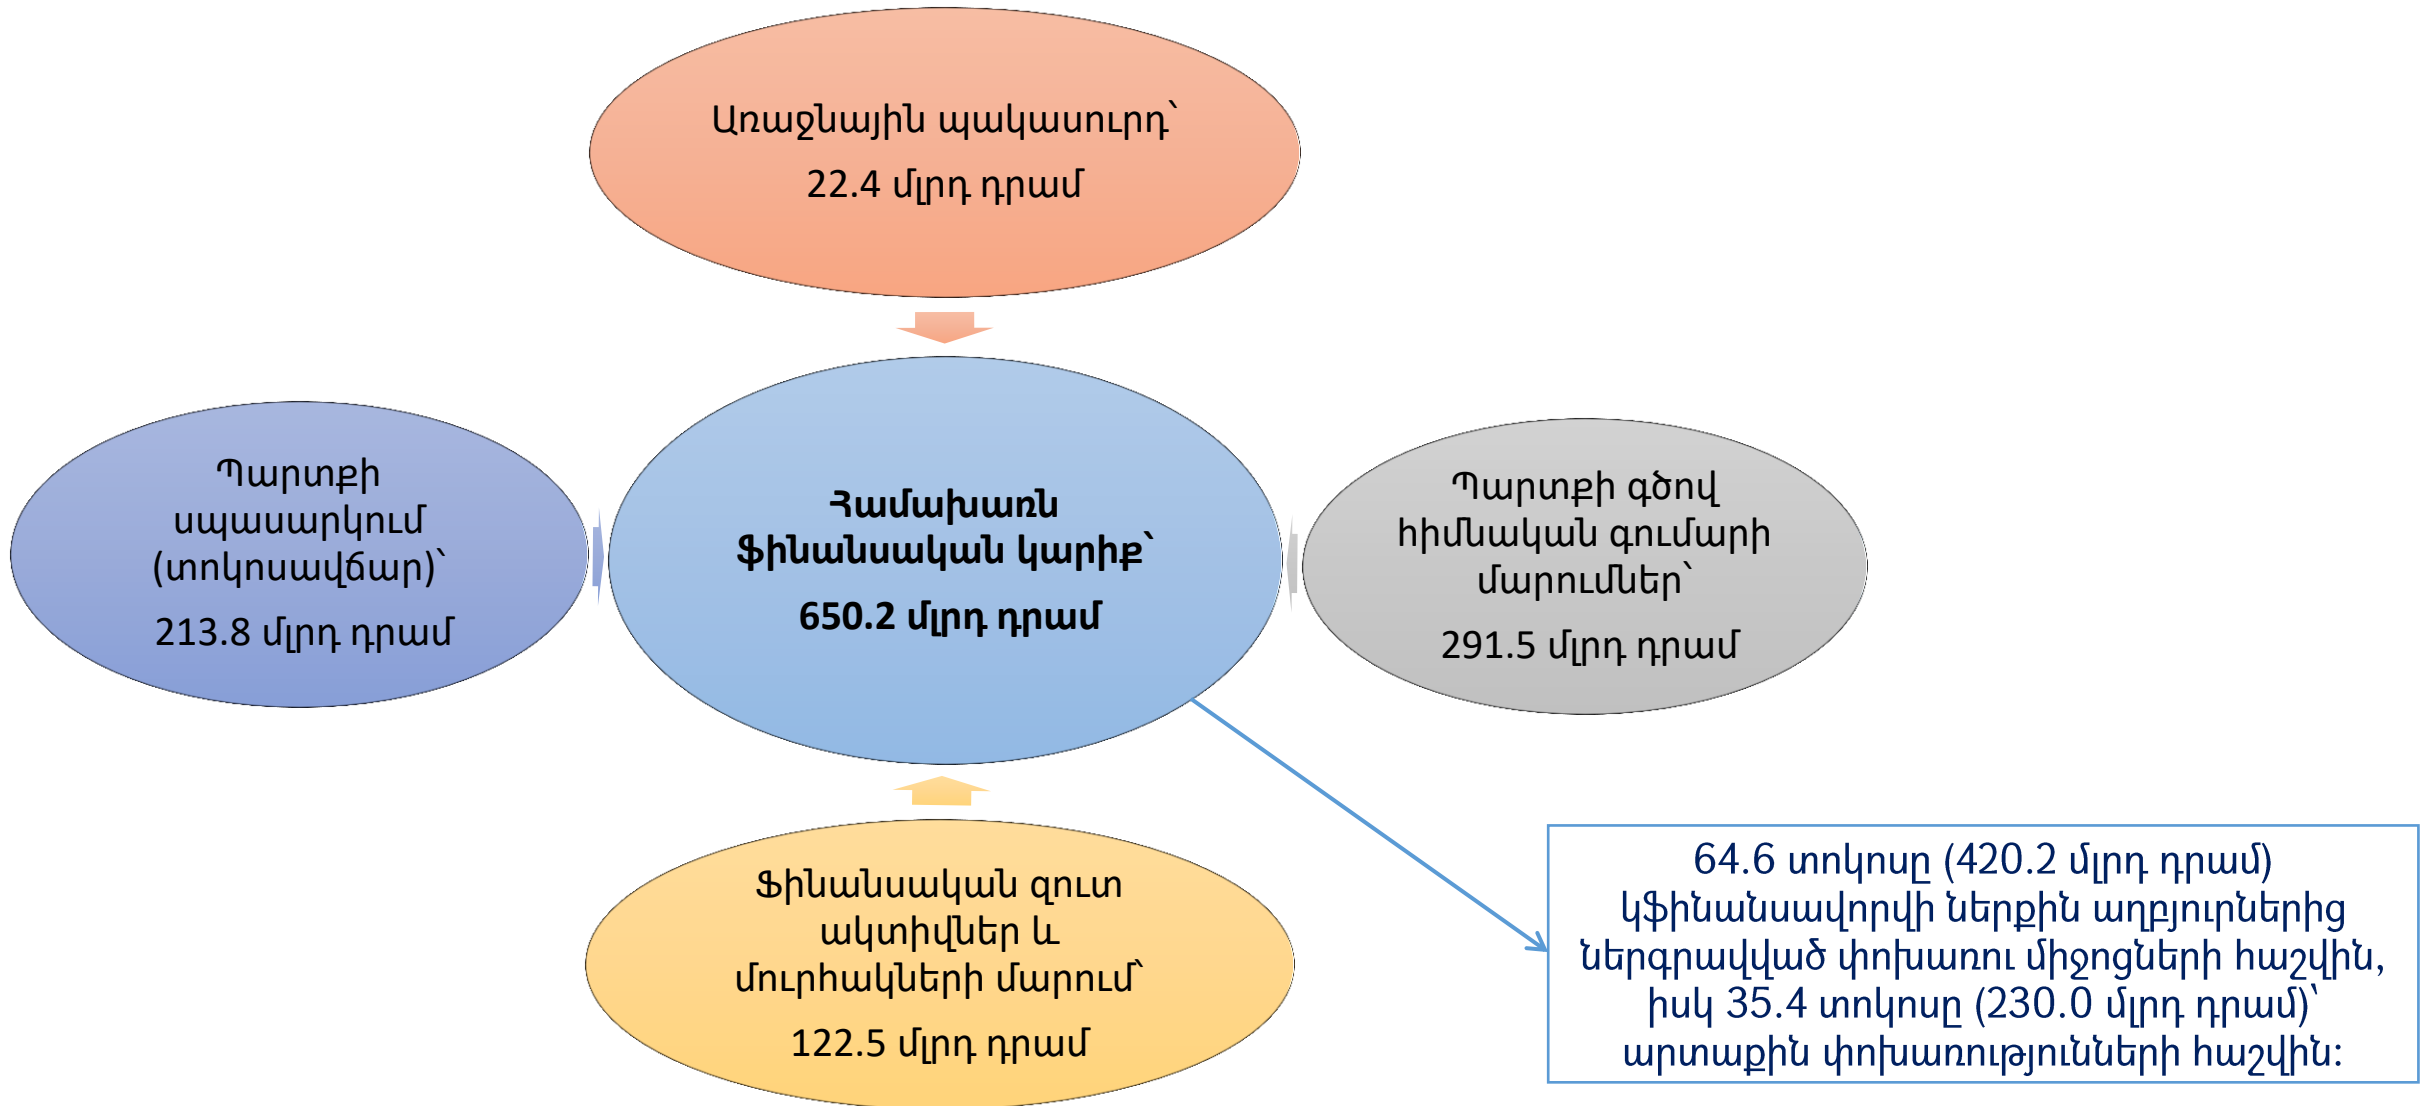 Առաջնային պակասուրդ՝
22.4 մլրդ դրամ
Պարտքի
սպասարկում
(տոկոսավճար)՝
213.8 մլրդ դրամ
Համախառն
ֆինանսական կարիք՝
650.2 մլրդ դրամ
Պարտքի գծով
հիմնական գումարի
մարումներ՝
291.5 մլրդ դրամ
Ֆինանսական զուտ
ակտիվներ և
մուրհակների մարում՝
122.5 մլրդ դրամ
64.6 տոկոսը (420.2 մլրդ դրամ)
կֆինանսավորվի ներքին աղբյուրներից
ներգրավված փոխառու միջոցների հաշվին,
իսկ 35.4 տոկոսը (230.0 մլրդ դրամ)՝
արտաքին փոխառությունների հաշվին: